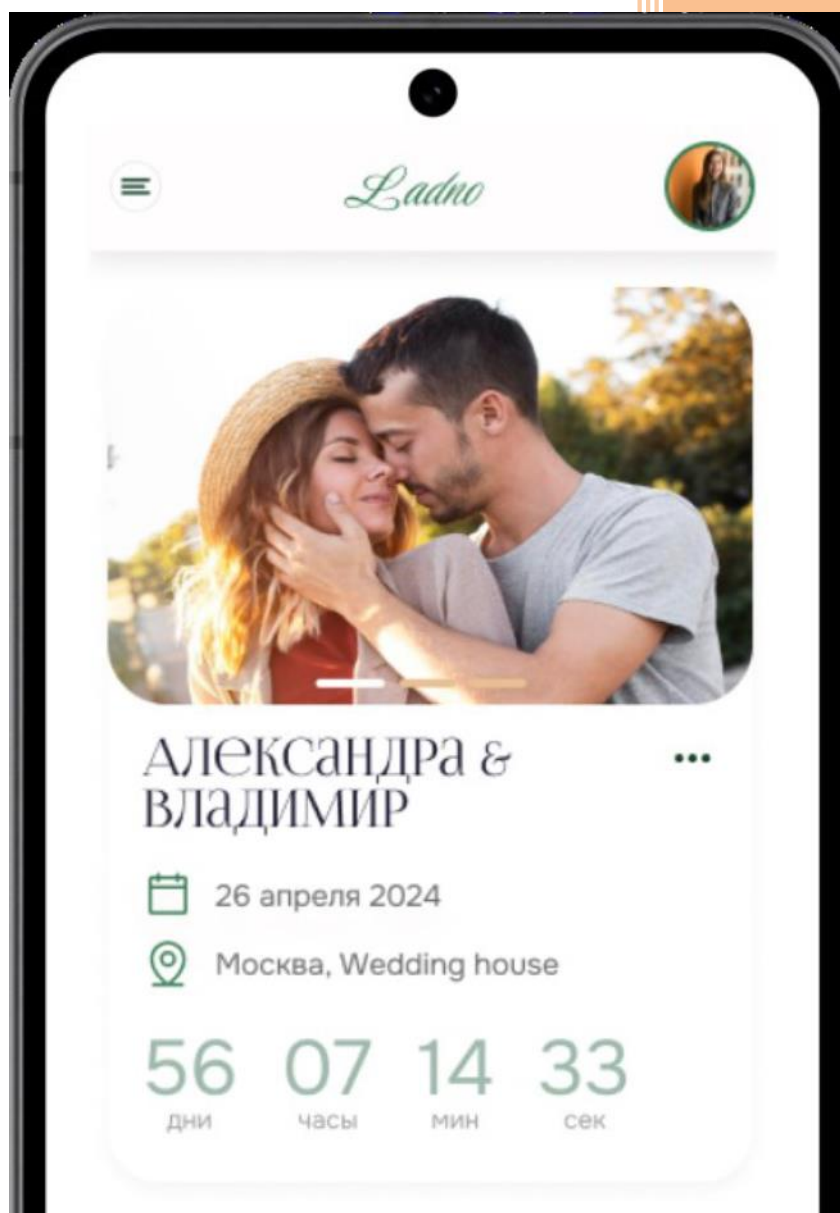 Ladno
Александра &
Владимир
26 апреля 2024
Москва, Wedding house
56 07 14 33
дни часы мин сек